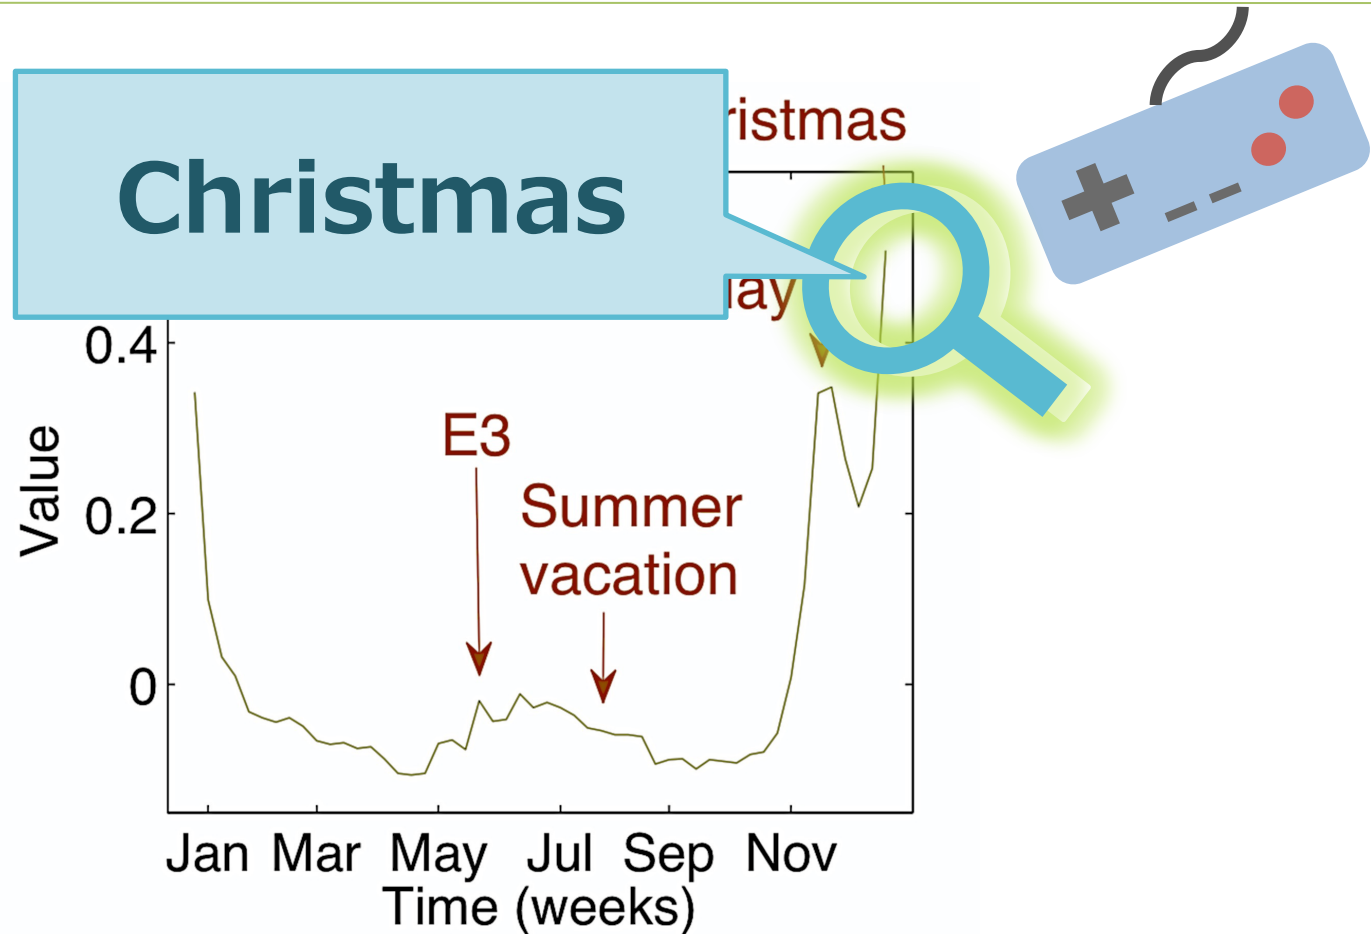 Christmas
ristmas
ay
0.4
E3
Summer
vacation
0.2
0
Value
Jan Mar May Jul Sep Nov
Time (weeks)